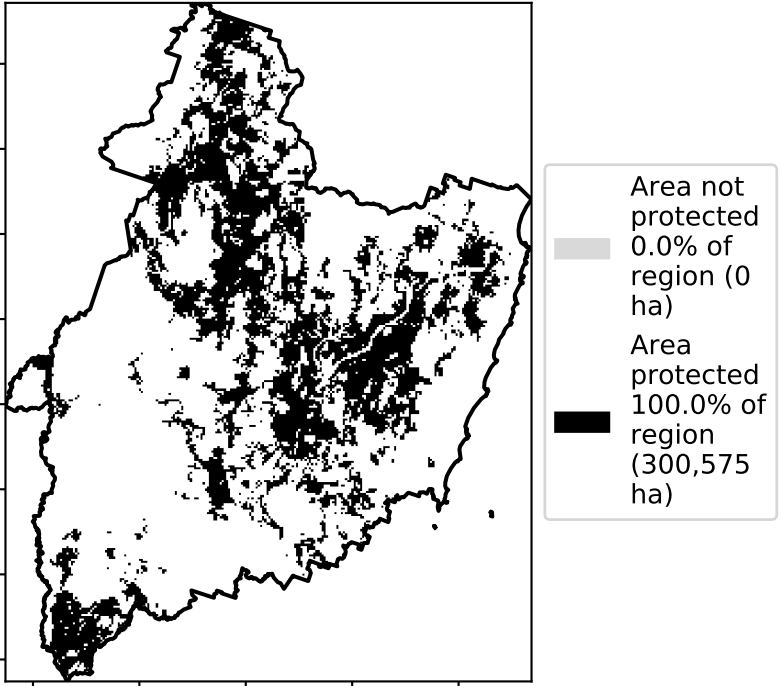 Area not
protected
0.0% of
region (0
ha)
Area
protected
100.0% of
region
(300,575
ha)